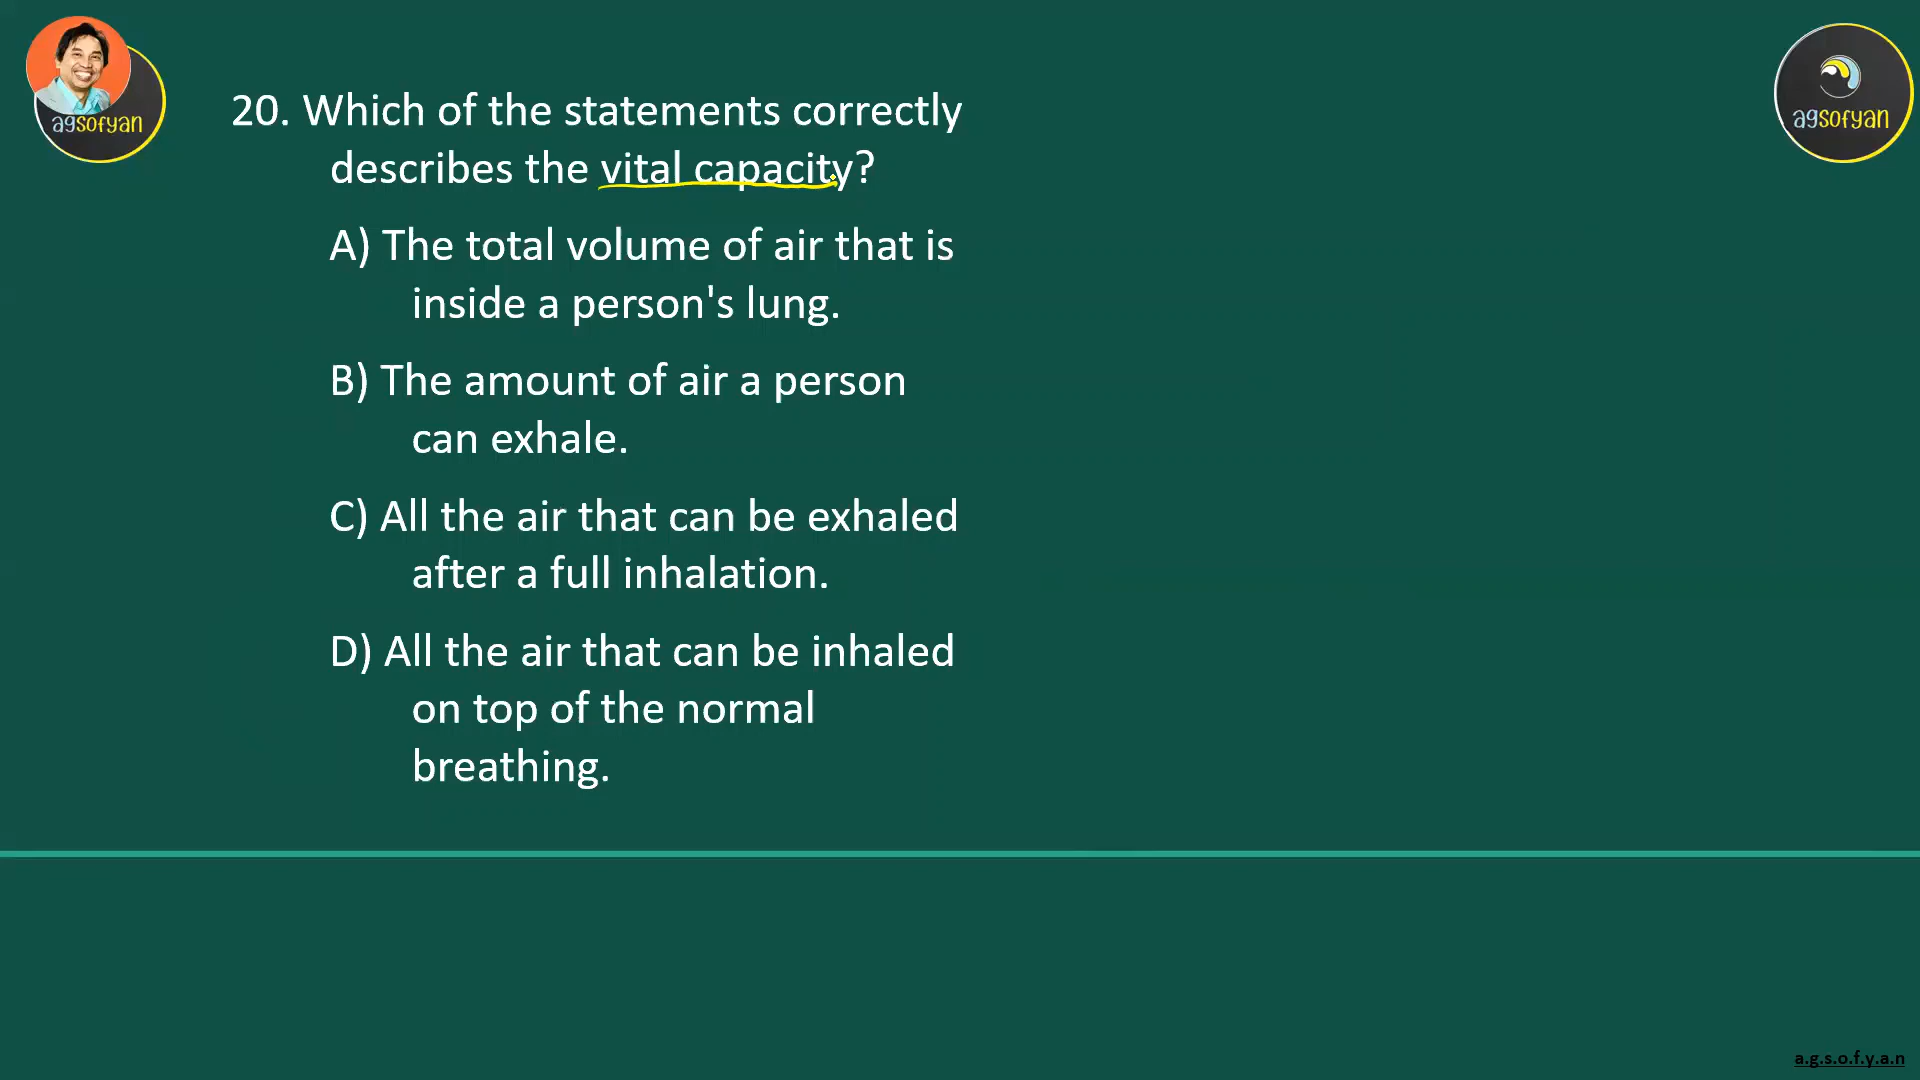 agsofyan
agsofyan
20. Which of the statements correctly
describes the vital capacity?
A) The total volume of air that is
inside a person's lung.
B) The amount of air a person
can exhale.
C) All the air that can be exhaled
after a full inhalation.
D) All the air that can be inhaled
on top of the normal
breathing.
a.g.s.o.f.y.a.n